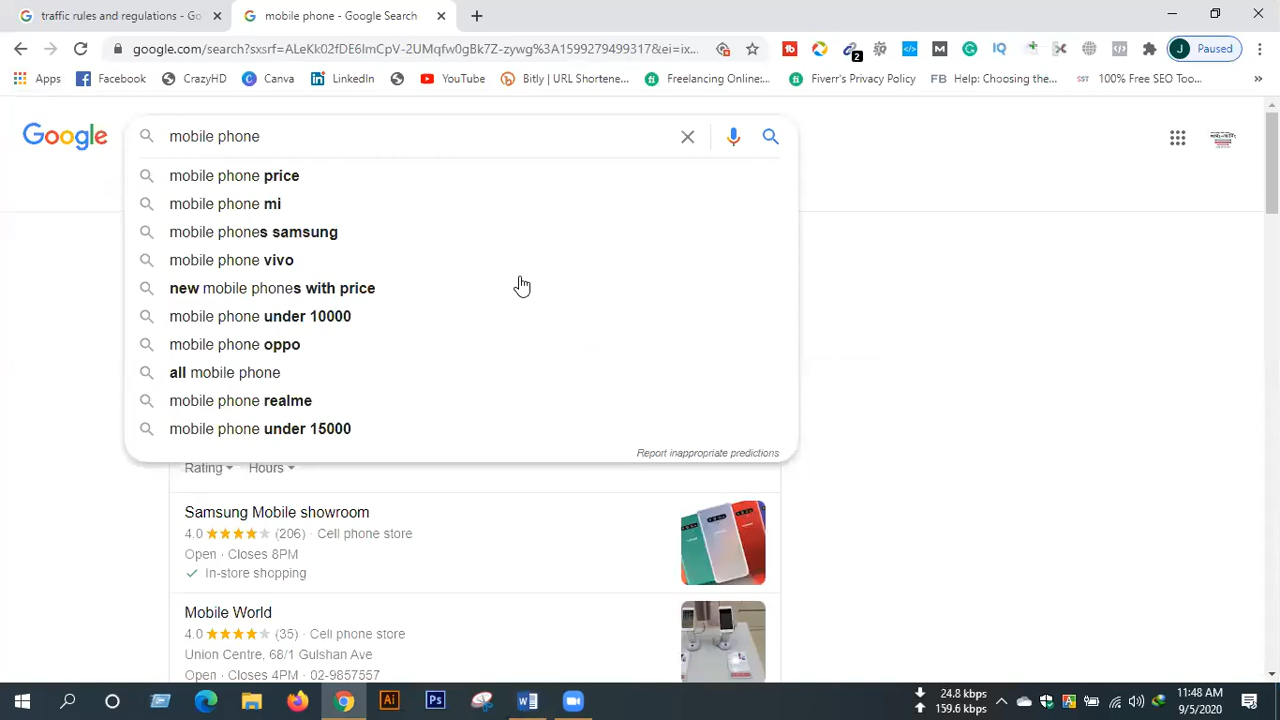 traffic rules and regulations - Go
mobile phone - Google Search
google.com/search?sxsrf=ALeKk02fDE6ImCpV-2UMqfw0gBk7Z-zywg%3A1599279499317&ei=ix...
2
Paused
Apps
Facebook
CrazyHD
Canva
LinkedIn
YouTube
Bitly | URL Shortene...
Freelancing Online:...
Fiverr's Privacy Policy
FB Help: Choosing the...
SST 100% Free SEO Too...
Google
mobile phone
mobile phone price
mobile phone mi
mobile phones samsung
mobile phone vivo
new mobile phones with price
mobile phone under 10000
mobile phone oppo
all mobile phone
mobile phone realme
mobile phone under 15000
Report inappropriate predictions
Rating
Hours
Samsung Mobile showroom
4.0 (206) · Cell phone store
Open · Closes 8PM
In-store shopping
Mobile World
4.0 (35) · Cell phone store
Union Centre, 68/1 Gulshan Ave
Open · Closes 4PM · 02-9857557
24.8 kbps
159.6 kbps
11:48 AM
9/5/2020